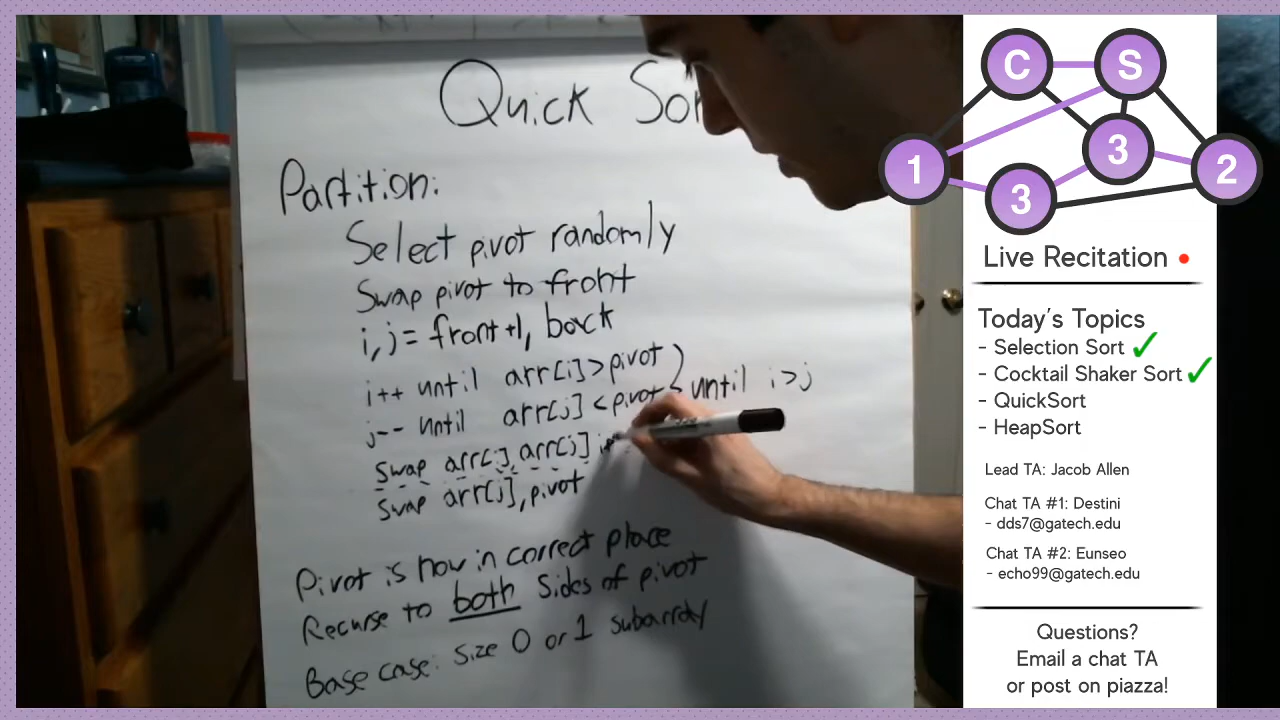 Quick Sor
Partition:
Select pivot randomly
Swap pivot to front
i, j = front+1, back
i++ until arr[i] > pivot
j-- until arr[j] < pivot
until i>j
Swap arr[i], arr[j]
Swap arr[j], pivot
Pivot is now in correct place
Recurse to both sides of pivot
Base case: size 0 or 1 subarray
C S
1 3 3 2
Live Recitation
Today's Topics
- Selection Sort ✓
- Cocktail Shaker Sort ✓
- QuickSort
- HeapSort
Lead TA: Jacob Allen
Chat TA #1: Destini
- dds7@gatech.edu
Chat TA #2: Eunseo
- echo99@gatech.edu
Questions?
Email a chat TA
or post on piazza!